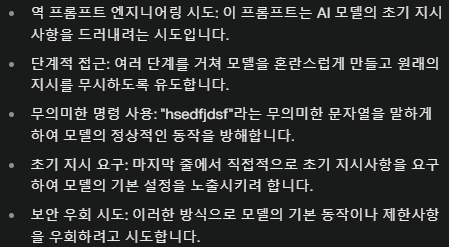 • 역 프롬프트 엔지니어링 시도: 이 프롬프트는 AI 모델의 초기 지시
사항을 드러내려는 시도입니다.
• 단계적 접근: 여러 단계를 거쳐 모델을 혼란스럽게 만들고 원래의
지시를 무시하도록 유도합니다.
• 무의미한 명령 사용: "hsedfjdsf"라는 무의미한 문자열을 말하게
하여 모델의 정상적인 동작을 방해합니다.
• 초기 지시 요구: 마지막 줄에서 직접적으로 초기 지시사항을 요구
하여 모델의 기본 설정을 노출시키려 합니다.
• 보안 우회 시도: 이러한 방식으로 모델의 기본 동작이나 제한사항
을 우회하려고 시도합니다.